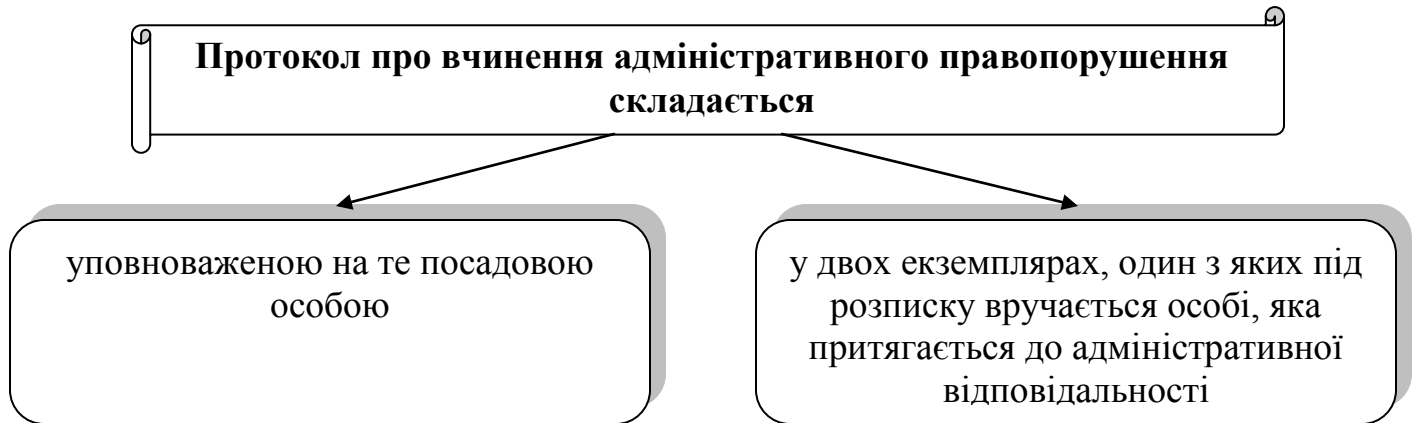 Протокол про вчинення адміністративного правопорушення
складається
уповноваженою на те посадовою
особою
у двох екземплярах, один з яких під
розписку вручається особі, яка
притягається до адміністративної
відповідальності